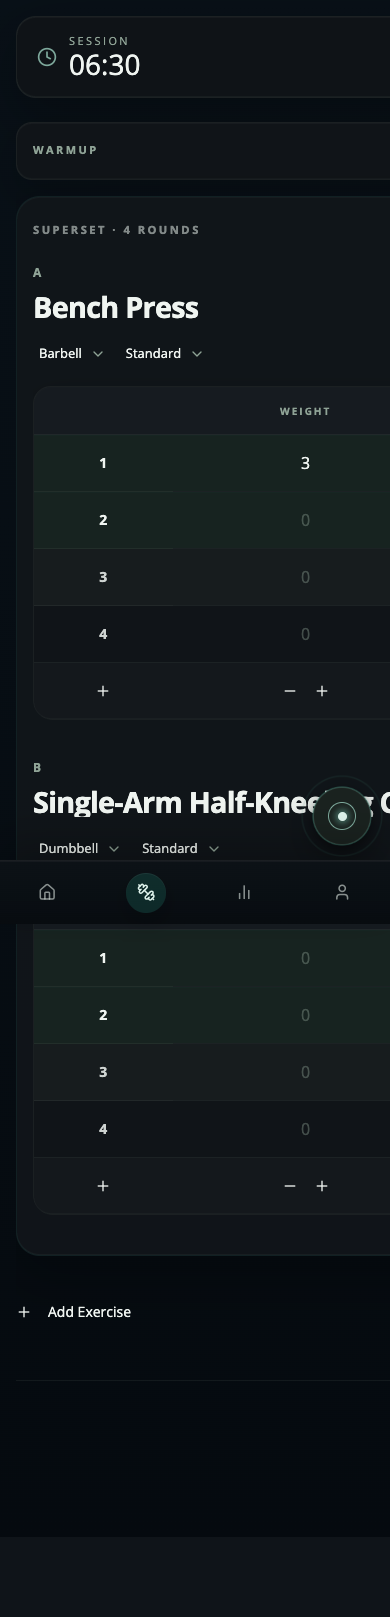 SESSION
06:30
WARMUP
SUPERSET · 4 ROUNDS
A
Bench Press
Barbell Standard
WEIGHT
1 3
2 0
3 0
4 0
+ − +
B
Single-Arm Half-Kneeling
Dumbbell Standard
1 0
2 0
3 0
4 0
+ − +
+ Add Exercise